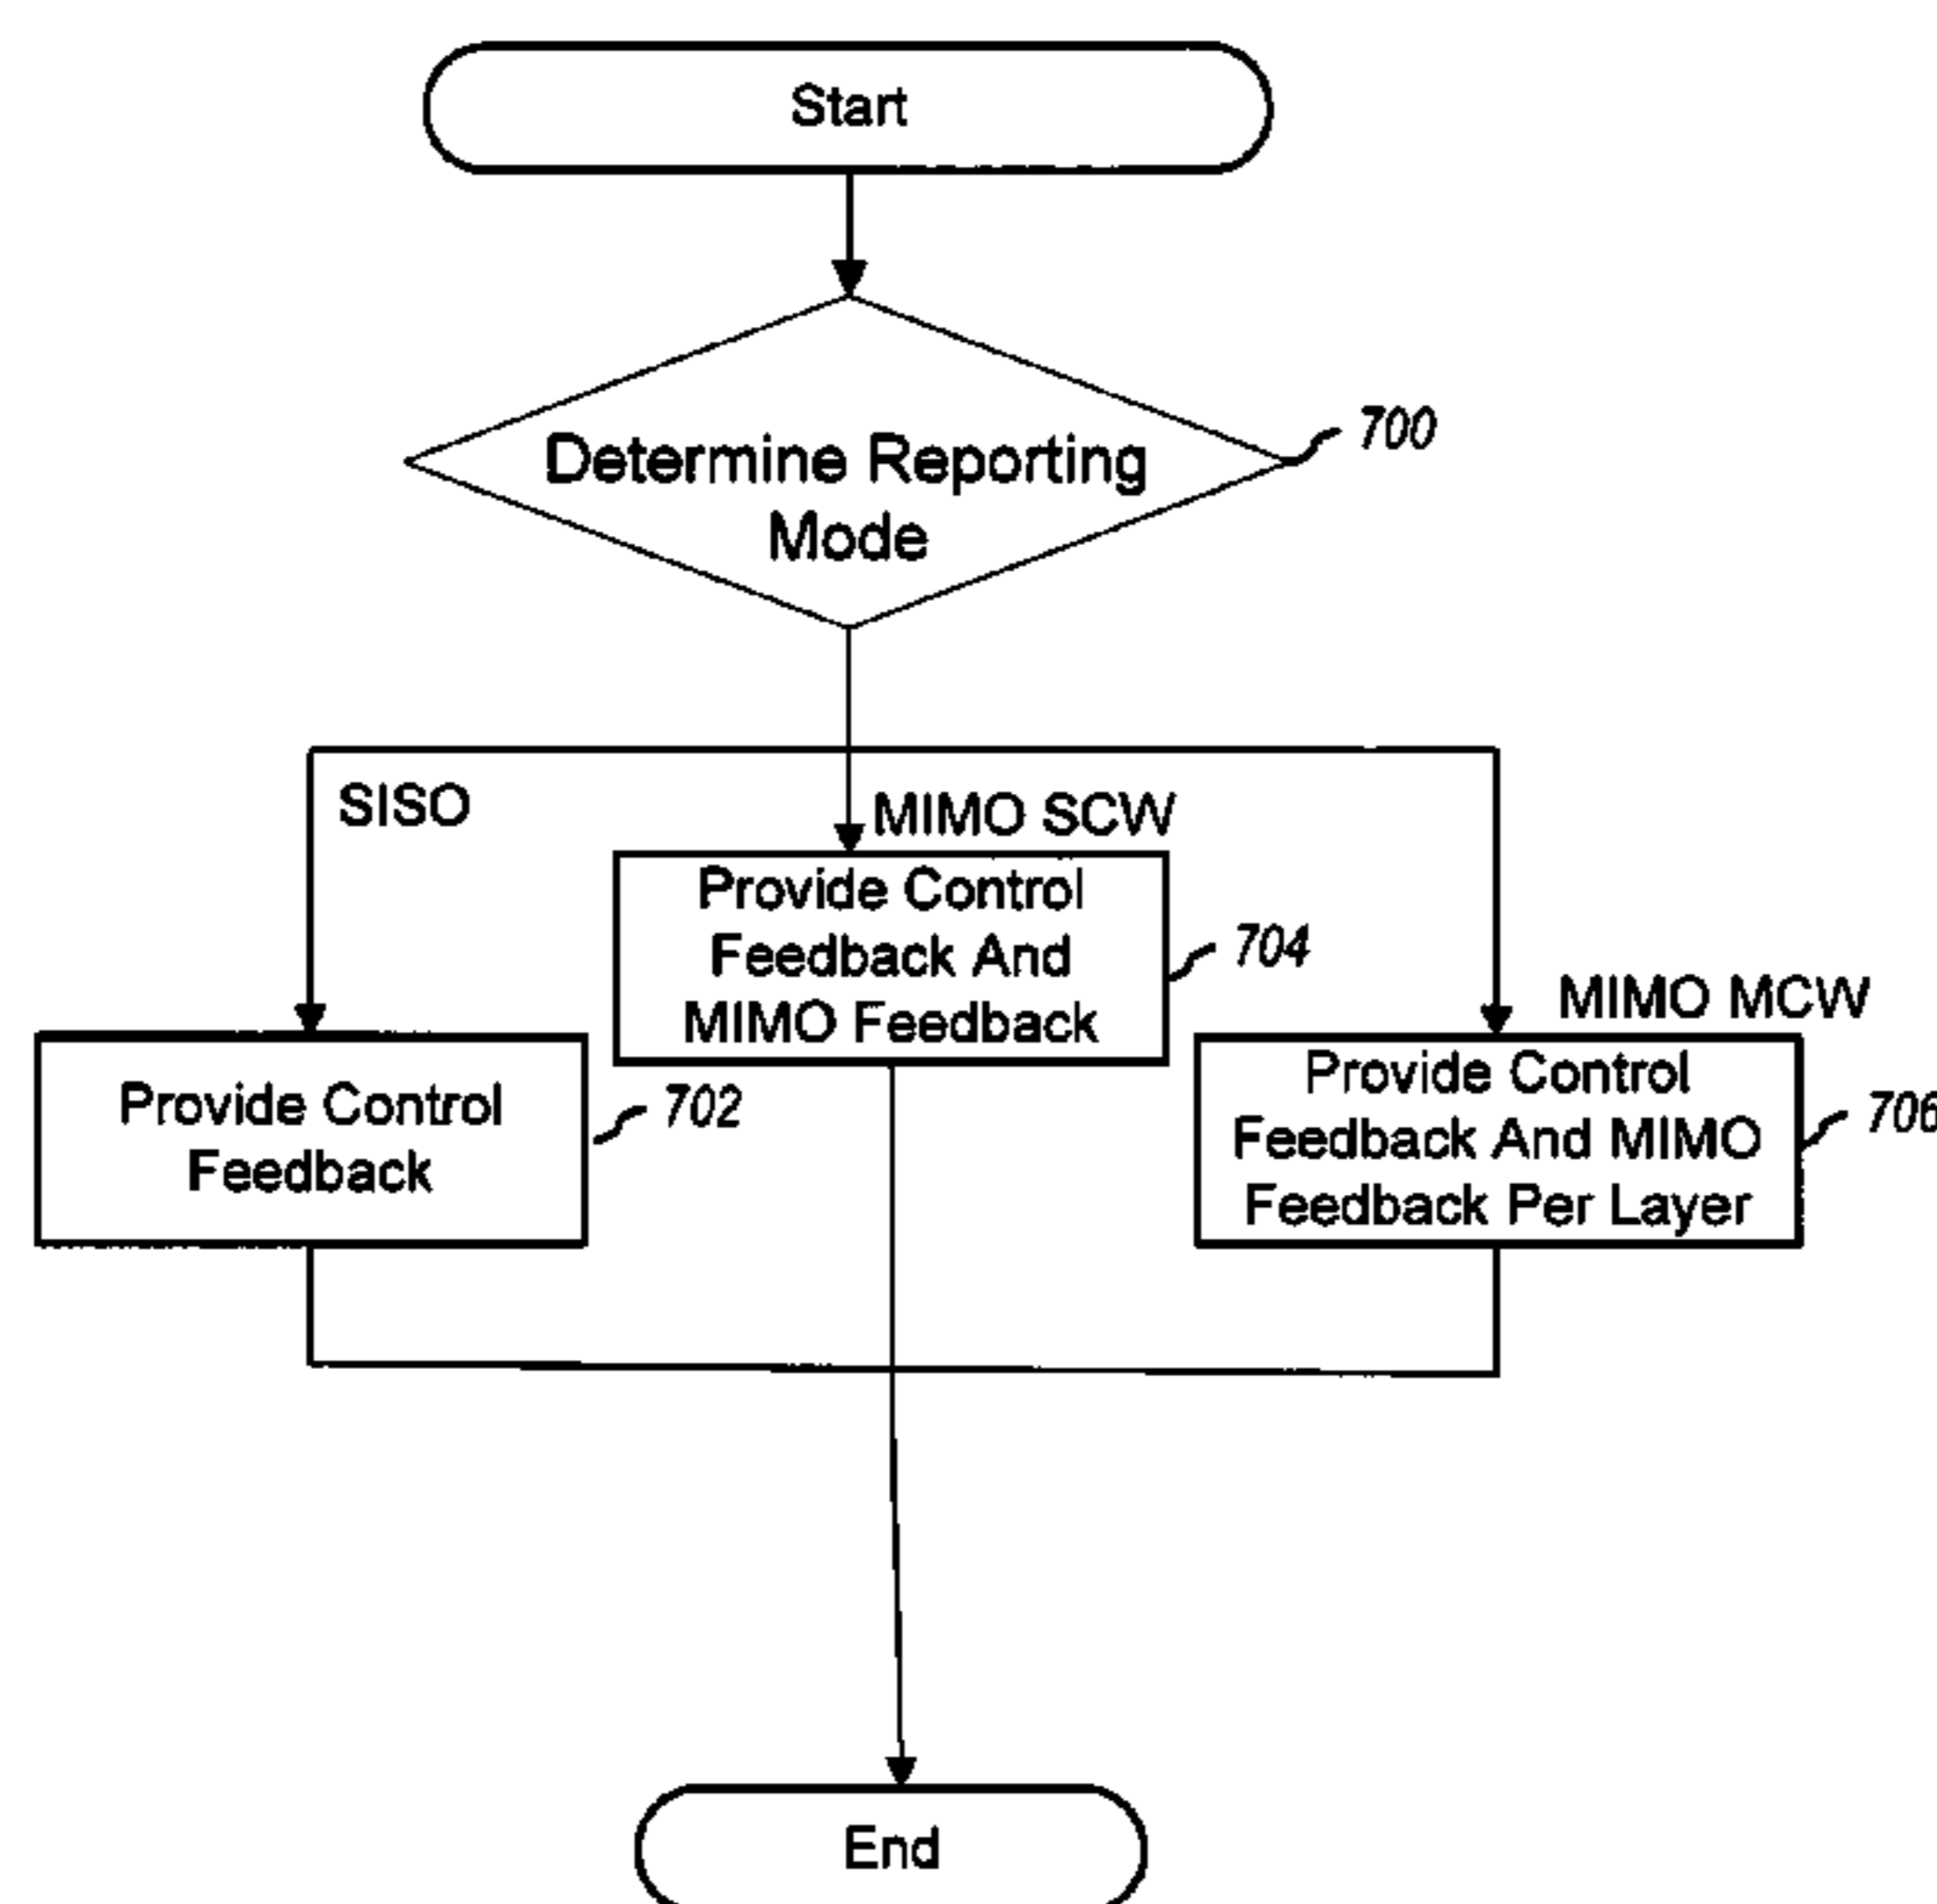 Start
Determine Reporting
Mode
700
SISO
MIMO SCW
Provide Control
Feedback And
MIMO Feedback
704
MIMO MCW
Provide Control
Feedback
702
Provide Control
Feedback And MIMO
Feedback Per Layer
706
End